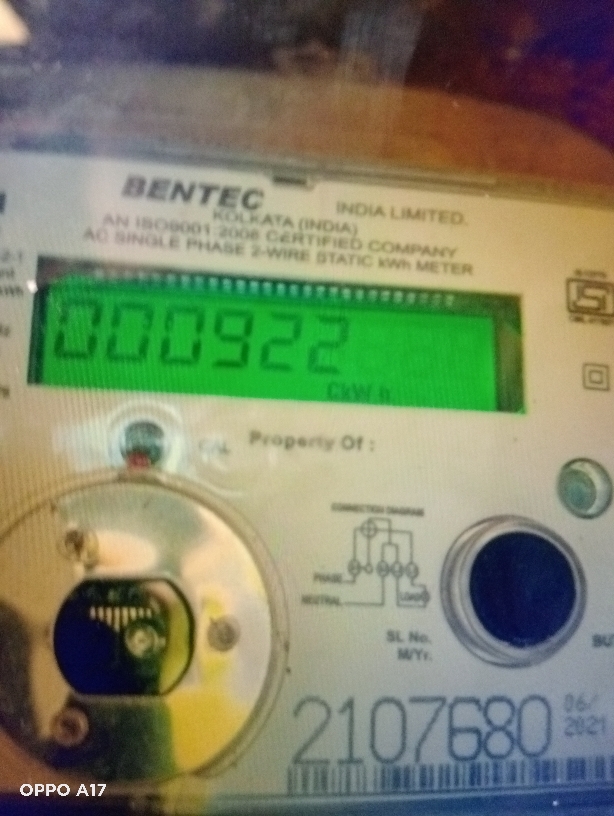 BENTEC INDIA LIMITED.
KOLKATA (INDIA)
AN ISO9001:2008 CERTIFIED COMPANY
AC SINGLE PHASE 2-WIRE STATIC kWh METER
000922
CkW h
CAL Property Of :
CONNECTION DIAGRAM
PHASE
NEUTRAL LOAD
SL No.
M/Yr.
2107680 06/
2021
OPPO A17